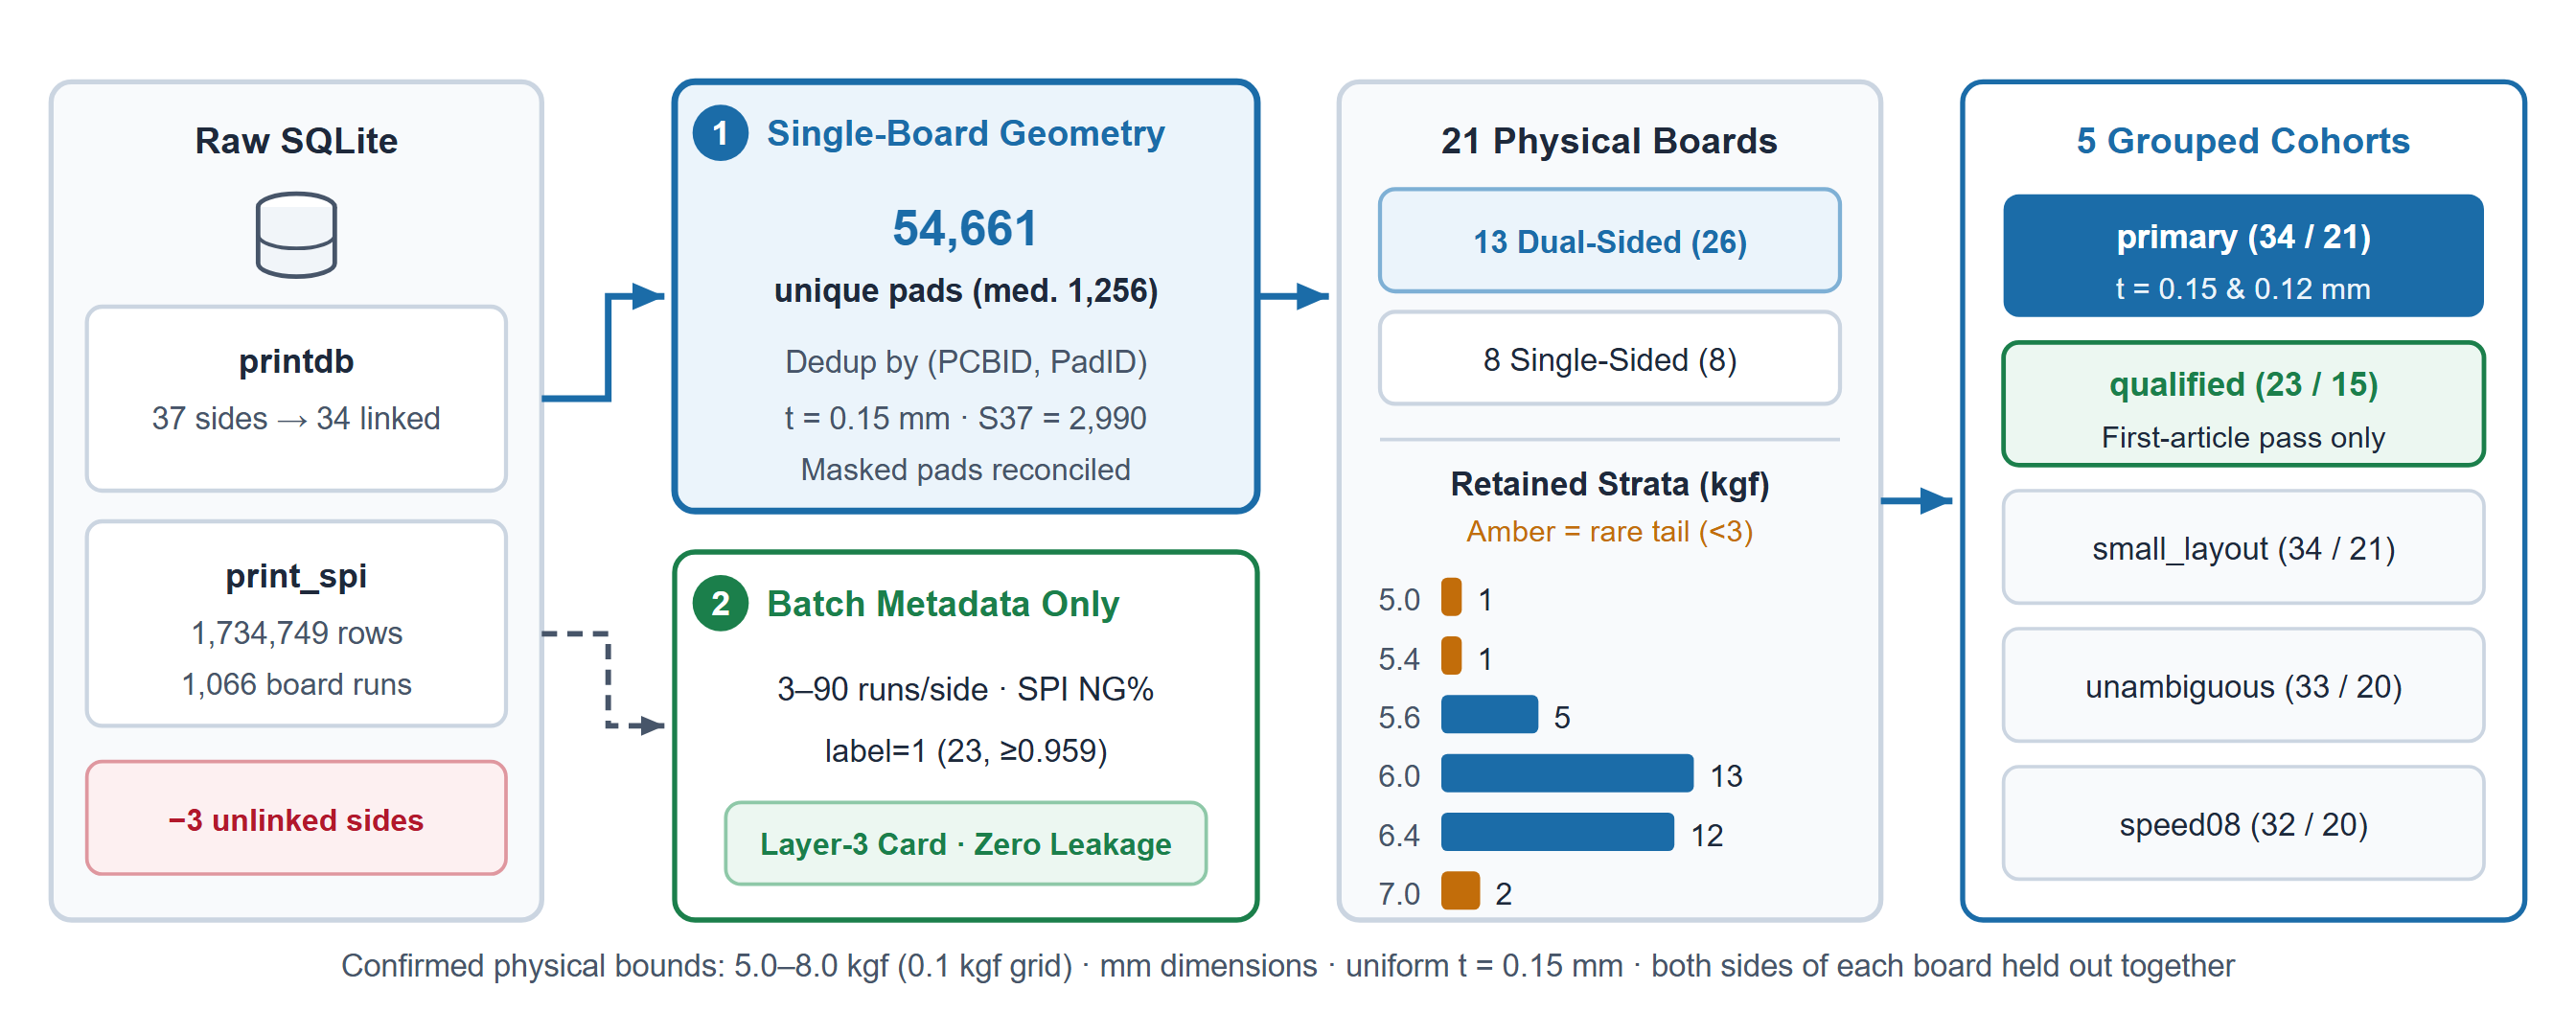 Raw SQLite
printdb
37 sides → 34 linked
print_spi
1,734,749 rows
1,066 board runs
−3 unlinked sides
1 Single-Board Geometry
54,661
unique pads (med. 1,256)
Dedup by (PCBID, PadID)
t = 0.15 mm · S37 = 2,990
Masked pads reconciled
2 Batch Metadata Only
3–90 runs/side · SPI NG%
label=1 (23, ≥0.959)
Layer-3 Card · Zero Leakage
21 Physical Boards
13 Dual-Sided (26)
8 Single-Sided (8)
Retained Strata (kgf)
Amber = rare tail (<3)
5.0 1
5.4 1
5.6 5
6.0 13
6.4 12
7.0 2
5 Grouped Cohorts
primary (34 / 21)
t = 0.15 & 0.12 mm
qualified (23 / 15)
First-article pass only
small_layout (34 / 21)
unambiguous (33 / 20)
speed08 (32 / 20)
Confirmed physical bounds: 5.0–8.0 kgf (0.1 kgf grid) · mm dimensions · uniform t = 0.15 mm · both sides of each board held out together